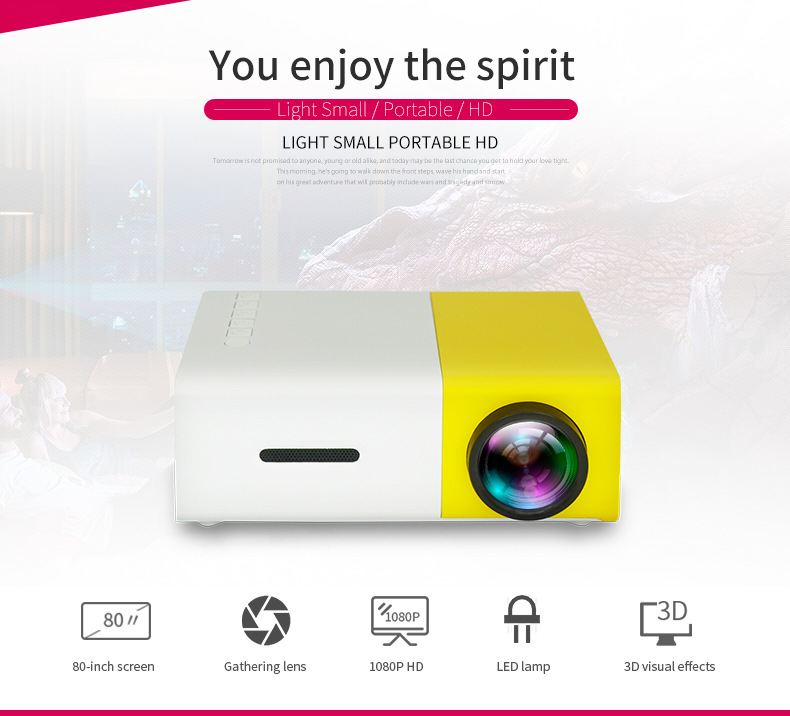 You enjoy the spirit
Light Small / Portable / HD
LIGHT SMALL PORTABLE HD
Tomorrow is not promised to anyone, young or old alike, and today may be the last chance you get to hold your love tight.
This morning, he's going to walk down the front steps, wave his hand and start
on his great adventure that will probably include wars and tragedy and sorrow.
80"
1080P
3D
80-inch screen
Gathering lens
1080P HD
LED lamp
3D visual effects